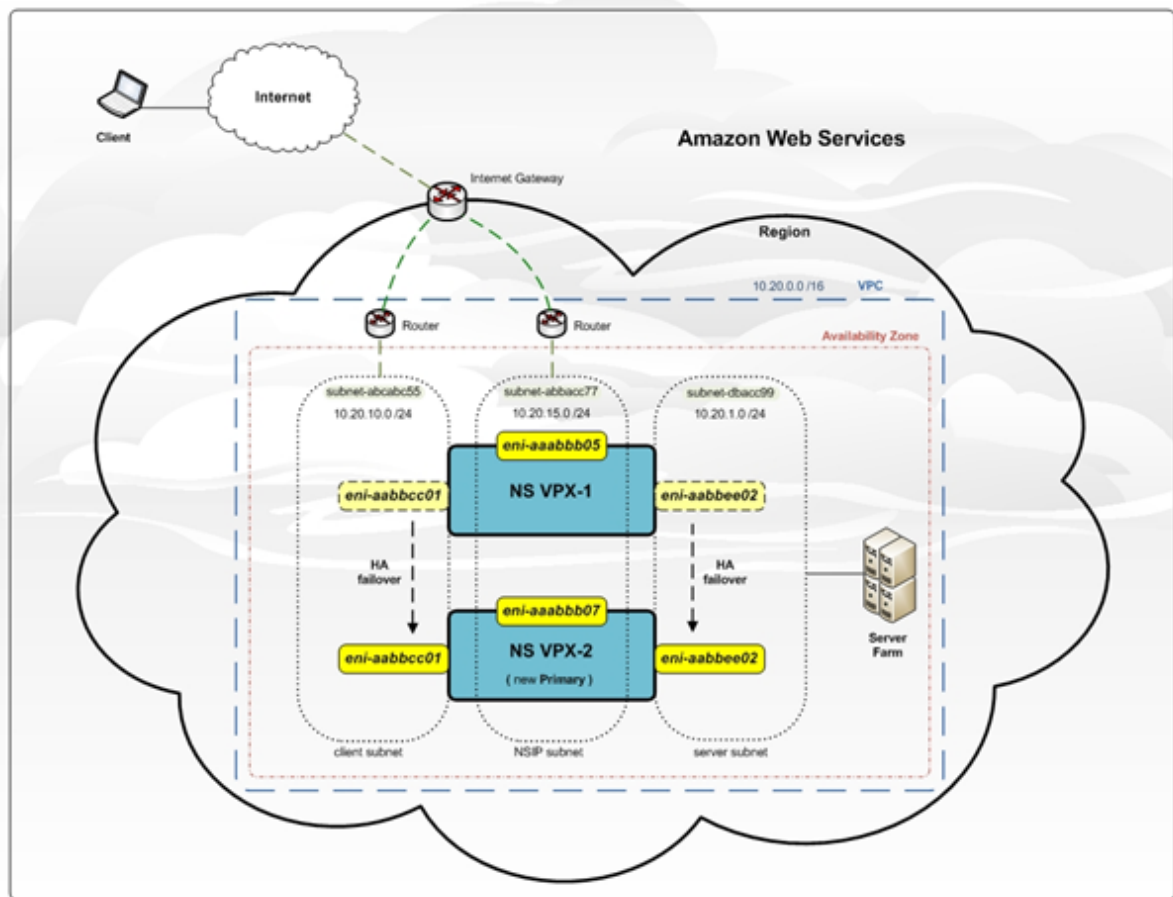 Internet
Client
Amazon Web Services
Internet Gateway
Region
10.20.0.0 /16 VPC
Router
Router
Availability Zone
subnet-abcabc55
subnet-abbacc77
subnet-dbacc99
10.20.10.0 /24
10.20.15.0 /24
10.20.1.0 /24
eni-aaabbb05
eni-aabbcc01
NS VPX-1
eni-aabbee02
HA
failover
HA
failover
eni-aaabbb07
eni-aabbcc01
NS VPX-2
eni-aabbee02
( new Primary )
Server
Farm
client subnet
NSIP subnet
server subnet